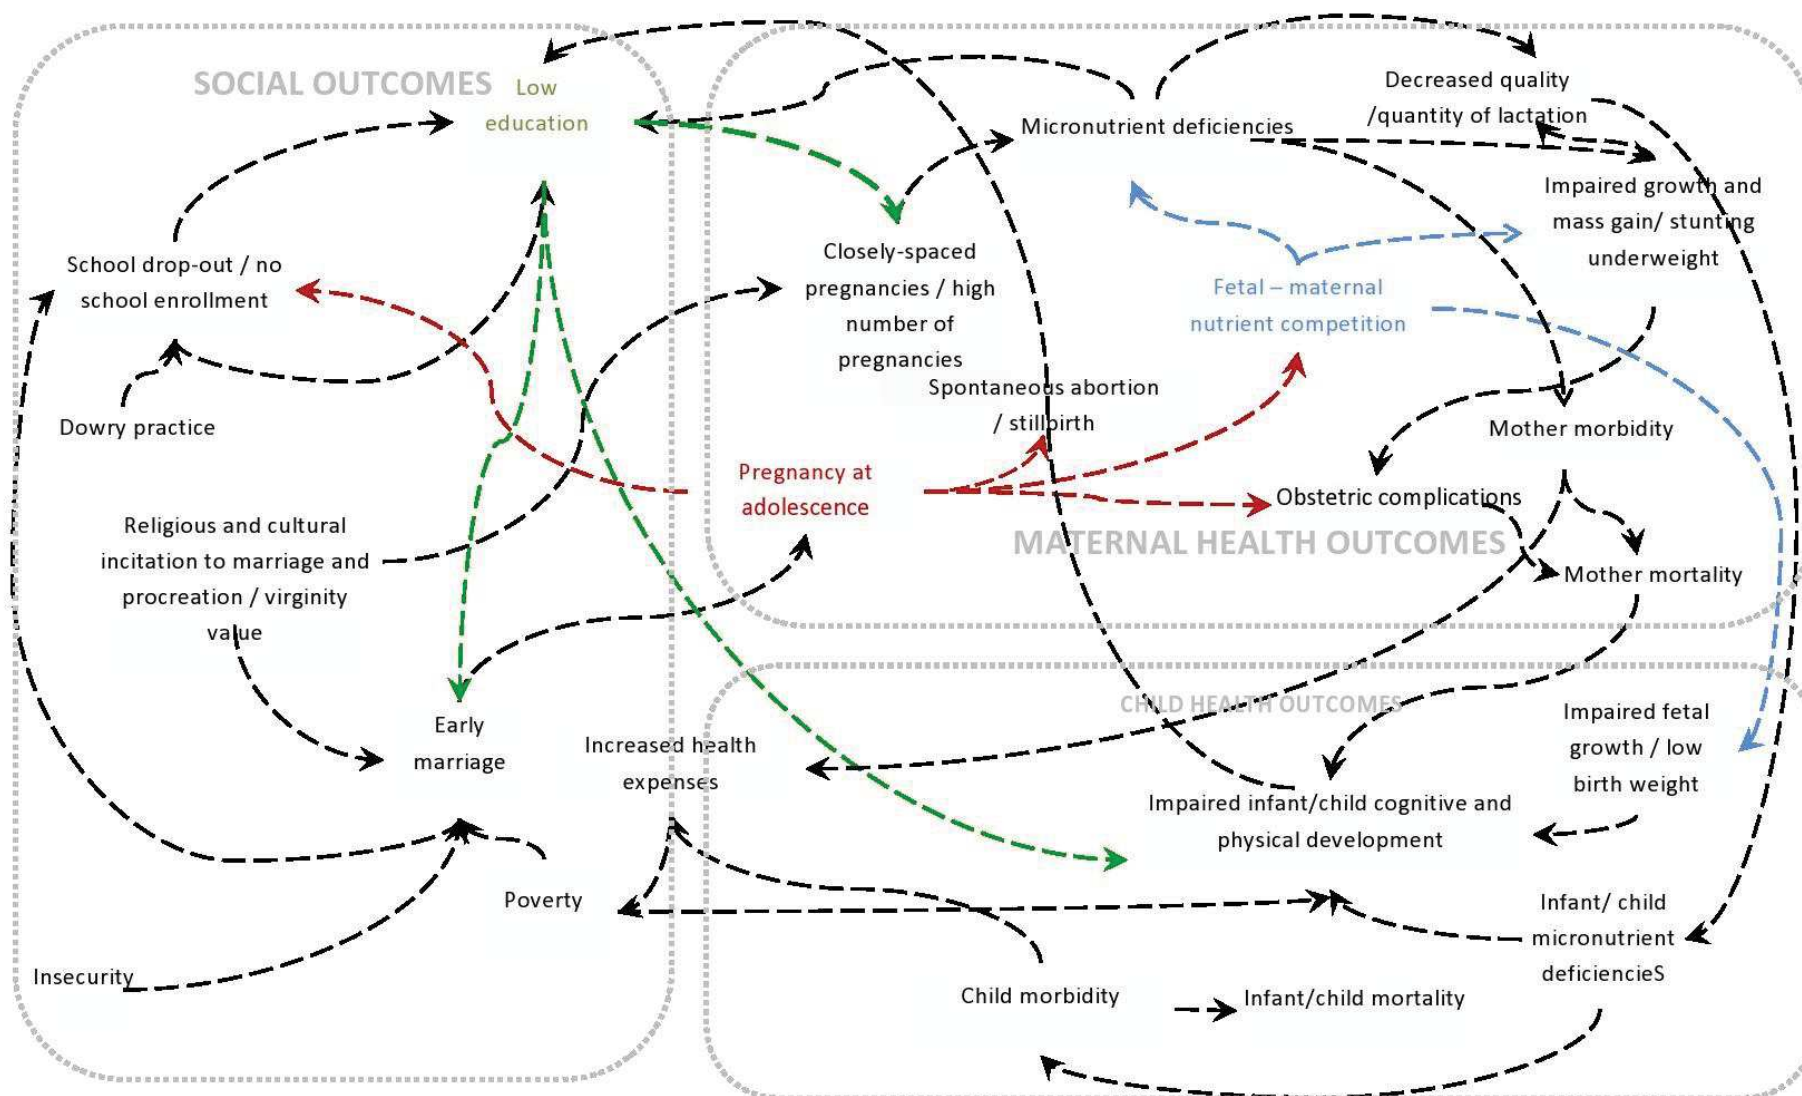 SOCIAL OUTCOMES
Low
education
School drop-out / no
school enrollment
Dowry practice
Religious and cultural
incitation to marriage and
procreation / virginity
value
Early
marriage
Increased health
expenses
Poverty
Insecurity
Micronutrient deficiencies
Decreased quality
/quantity of lactation
Impaired growth and
mass gain/ stunting
underweight
Closely-spaced
pregnancies / high
number of
pregnancies
Fetal – maternal
nutrient competition
Spontaneous abortion
/ stillbirth
Pregnancy at
adolescence
Mother morbidity
Obstetric complications
MATERNAL HEALTH OUTCOMES
Mother mortality
CHILD HEALTH OUTCOMES
Impaired fetal
growth / low
birth weight
Impaired infant/child cognitive and
physical development
Infant/ child
micronutrient
deficiencieS
Child morbidity
Infant/child mortality